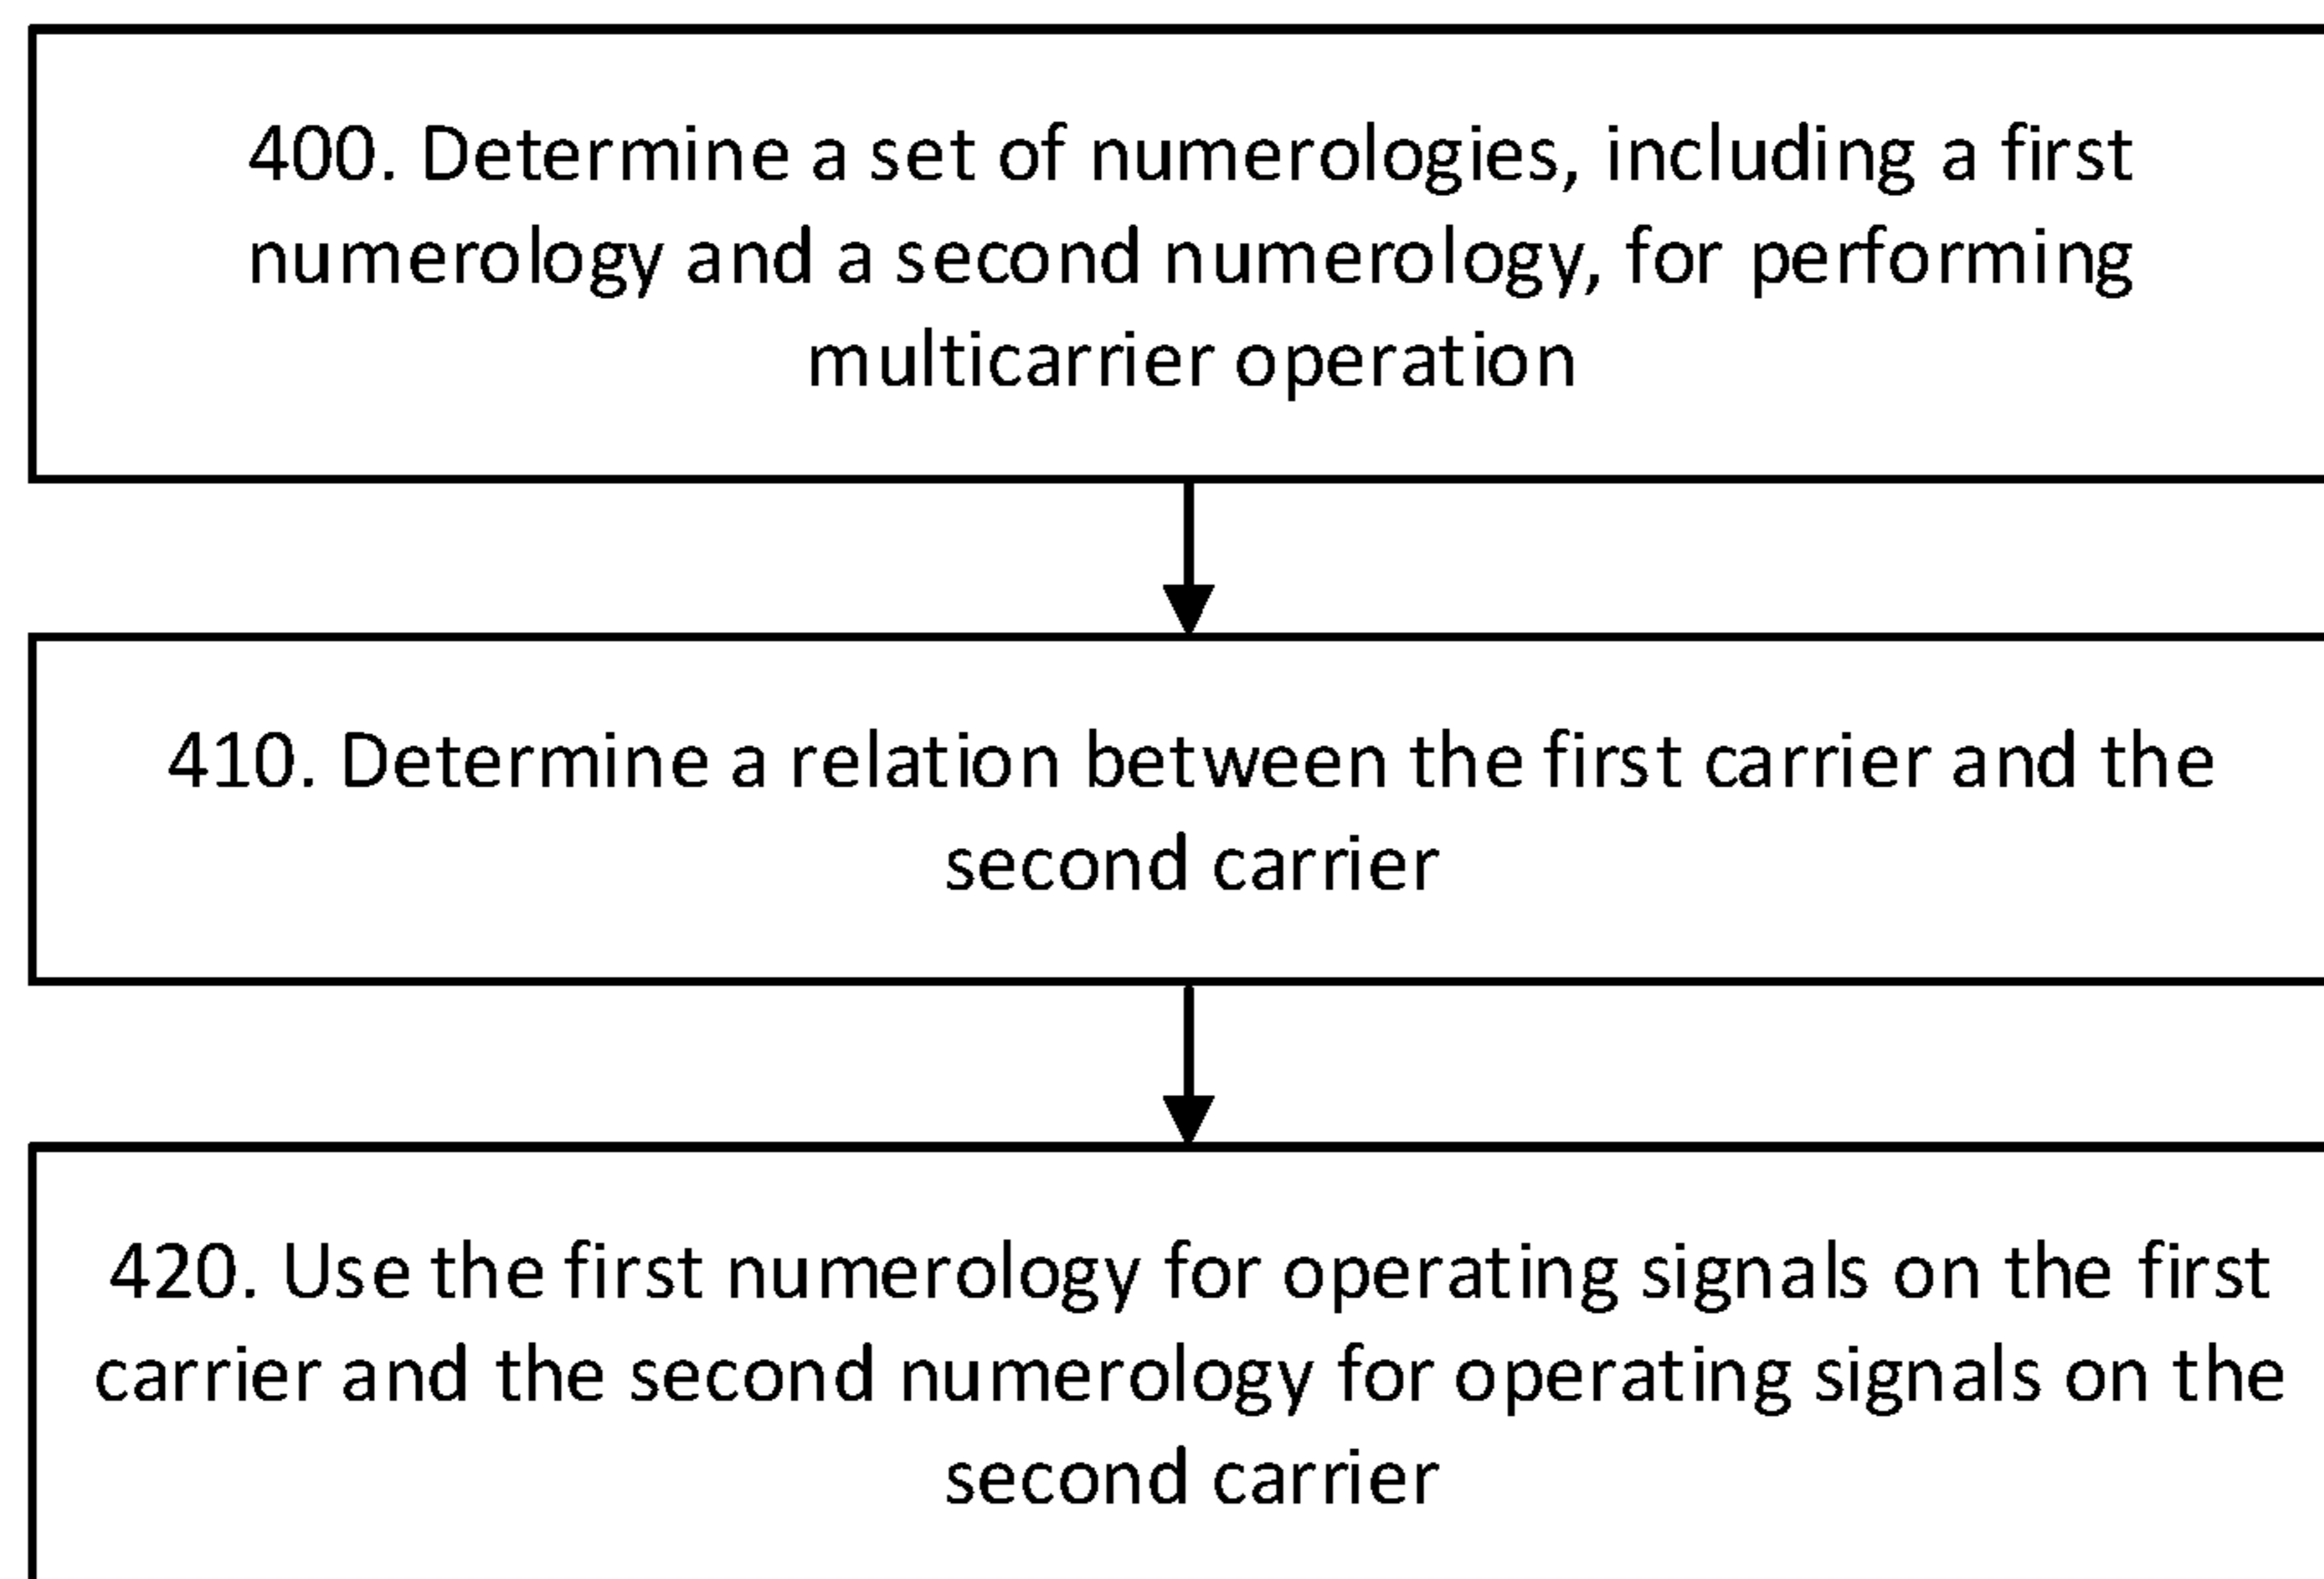 400. Determine a set of numerologies, including a first
numerology and a second numerology, for performing
multicarrier operation
410. Determine a relation between the first carrier and the
second carrier
420. Use the first numerology for operating signals on the first
carrier and the second numerology for operating signals on the
second carrier